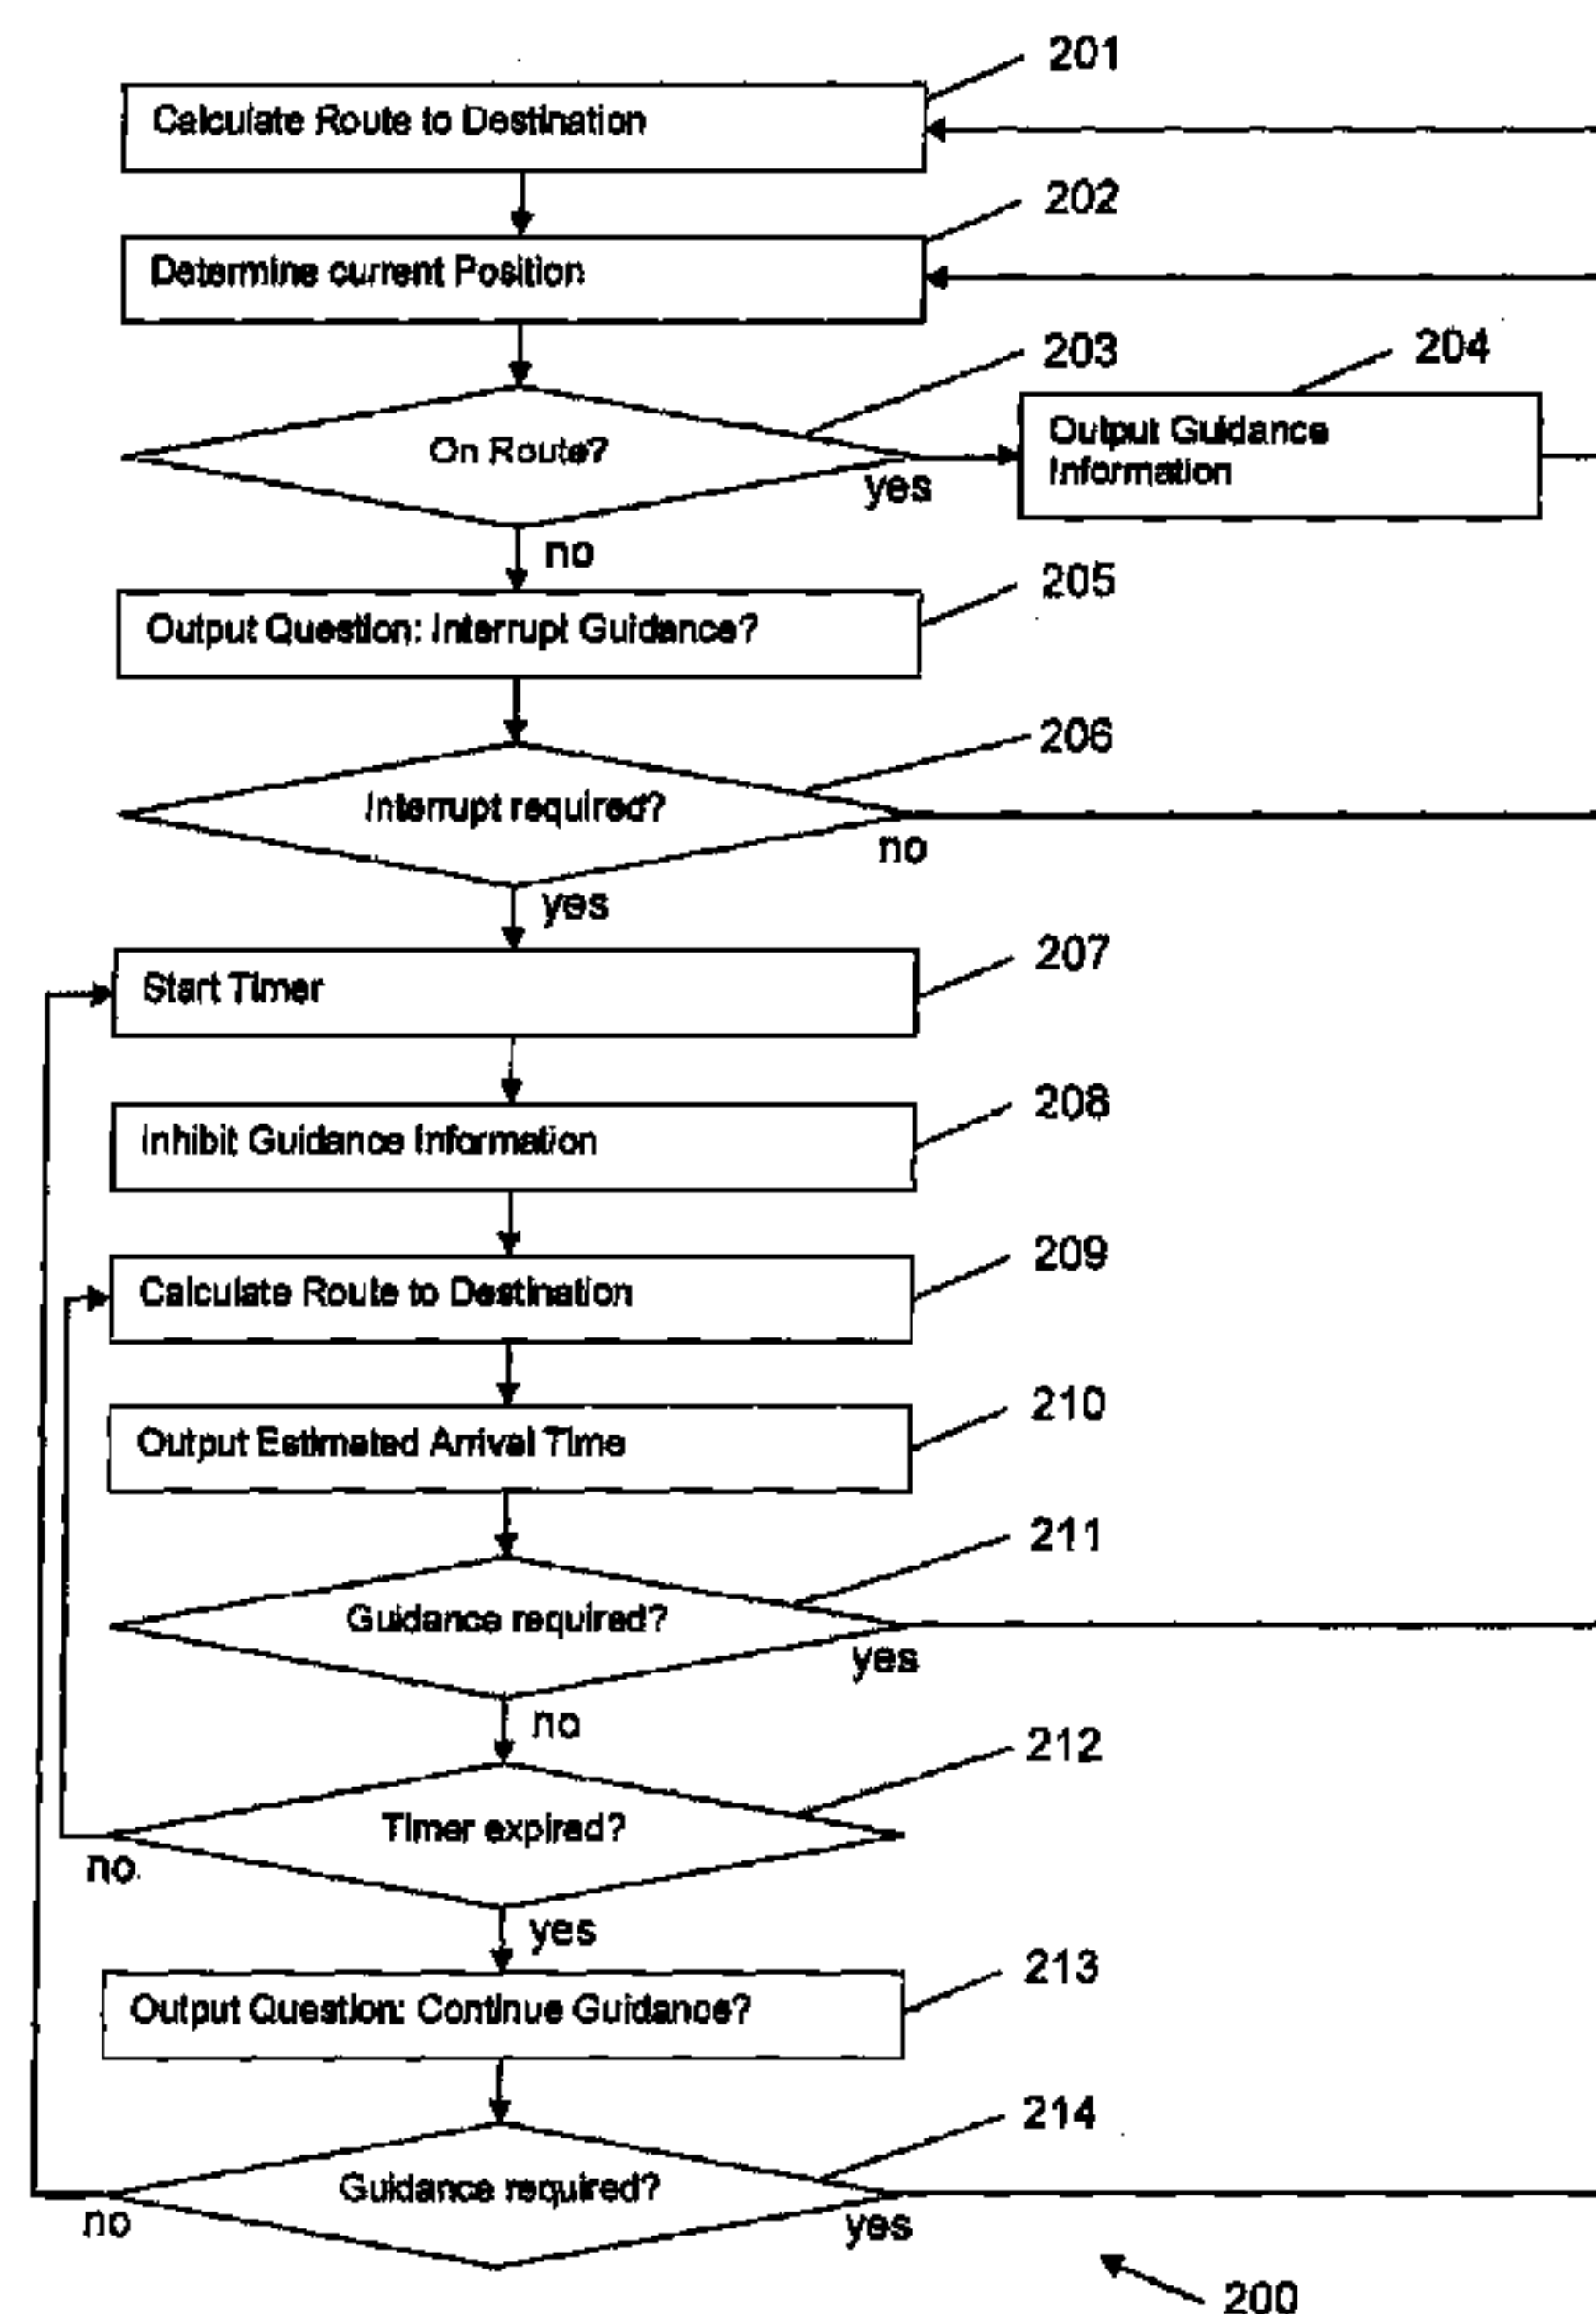 201
Calculate Route to Destination
202
Determine current Position
203
204
On Route?
yes
Output Guidance
Information
no
205
Output Question: Interrupt Guidance?
206
Interrupt required?
no
yes
207
Start Timer
208
Inhibit Guidance Information
209
Calculate Route to Destination
210
Output Estimated Arrival Time
211
Guidance required?
yes
no
212
Timer expired?
no
yes
213
Output Question: Continue Guidance?
214
Guidance required?
no
yes
200